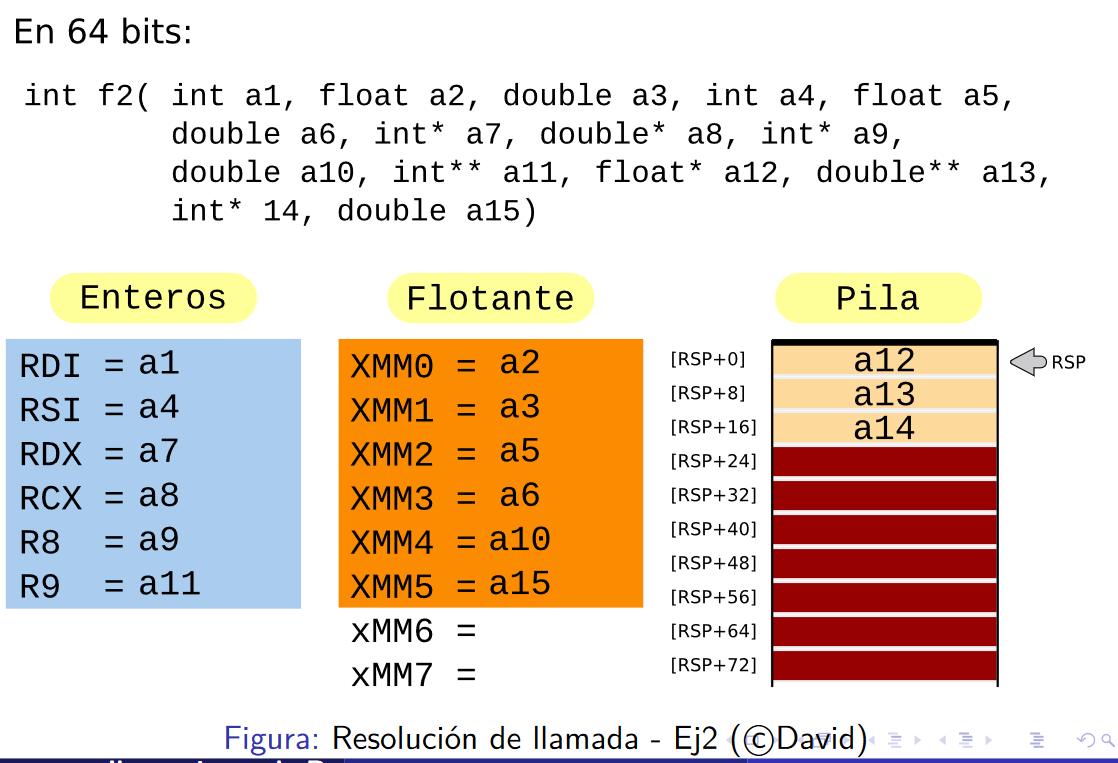 En 64 bits:
int f2( int a1, float a2, double a3, int a4, float a5,
double a6, int* a7, double* a8, int* a9,
double a10, int** a11, float* a12, double** a13,
int* 14, double a15)
Enteros
RDI = a1
RSI = a4
RDX = a7
RCX = a8
R8 = a9
R9 = a11
Flotante
XMM0 = a2
XMM1 = a3
XMM2 = a5
XMM3 = a6
XMM4 = a10
XMM5 = a15
xMM6 =
xMM7 =
Pila
[RSP+0] a12 RSP
[RSP+8] a13
[RSP+16] a14
[RSP+24]
[RSP+32]
[RSP+40]
[RSP+48]
[RSP+56]
[RSP+64]
[RSP+72]
Figura: Resolución de llamada - Ej2 (©David)